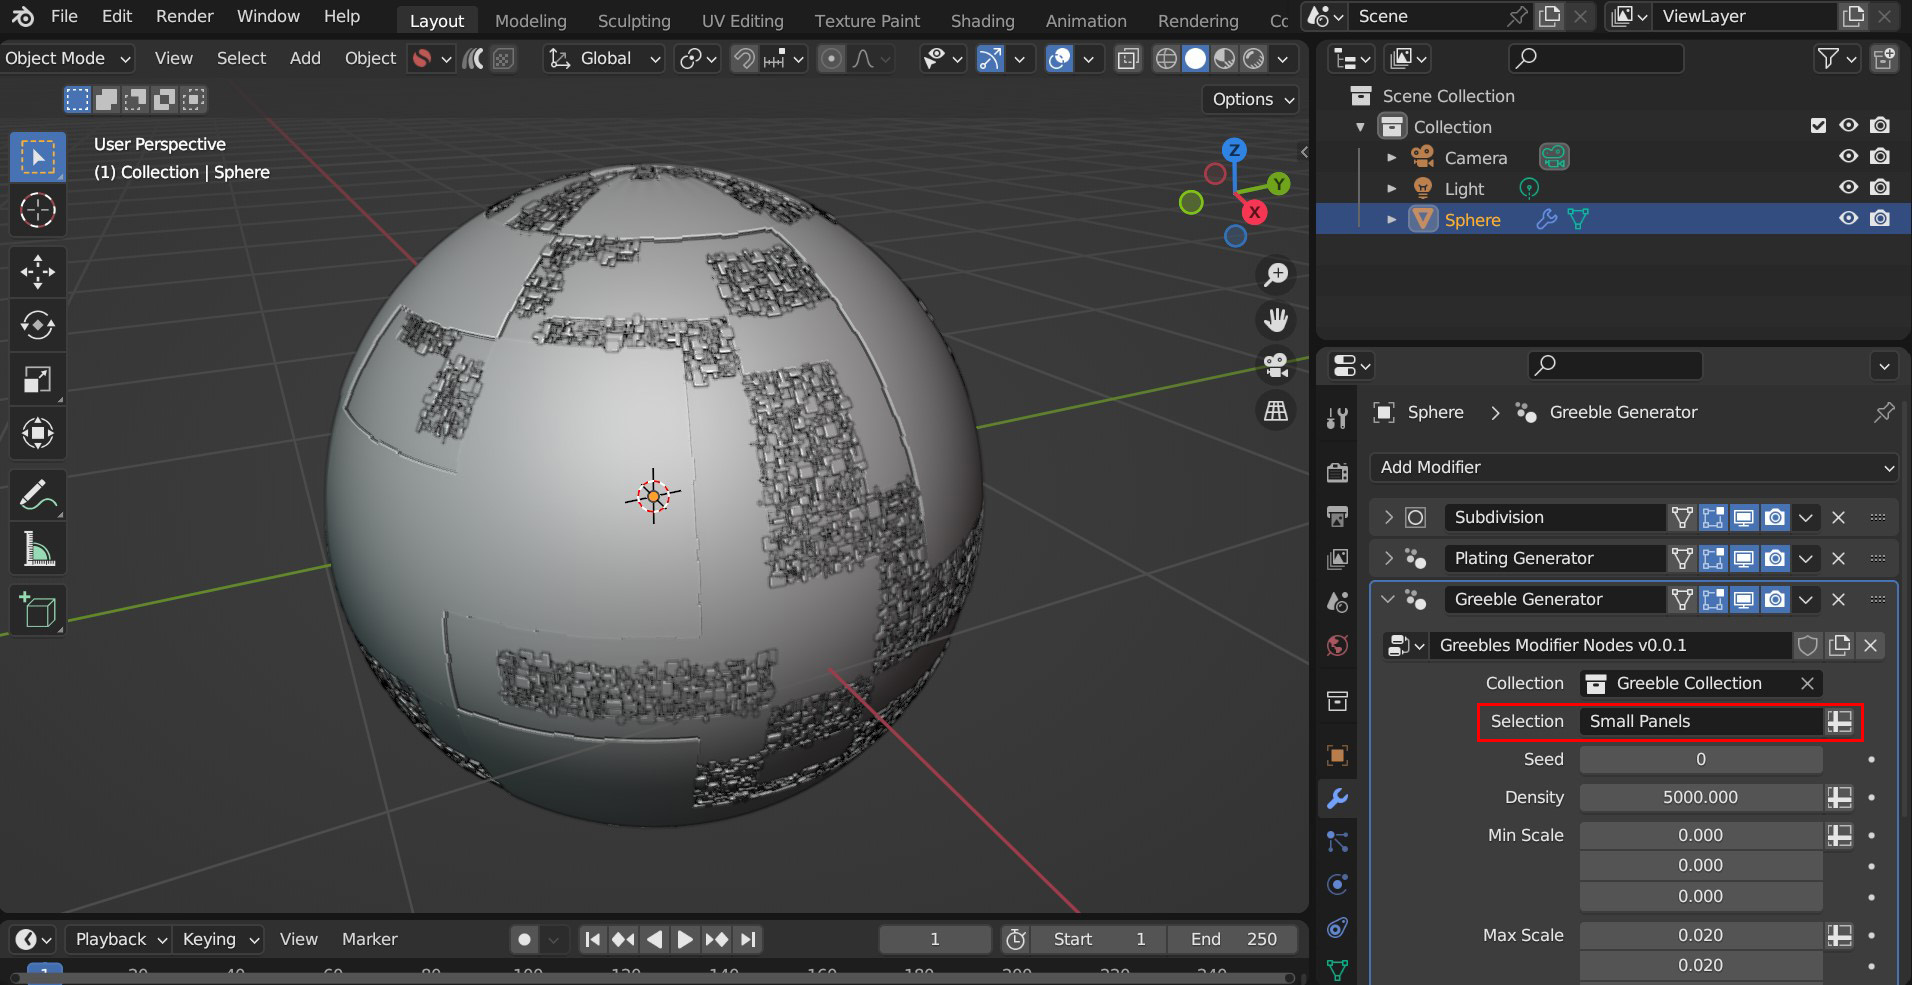 File Edit Render Window Help Layout Modeling Sculpting UV Editing Texture Paint Shading Animation Rendering Scene ViewLayer
Object Mode View Select Add Object Global
Options
User Perspective
(1) Collection | Sphere
Z
Y
X
Scene Collection
Collection
Camera
Light
Sphere
Sphere > Greeble Generator
Add Modifier
Subdivision
Plating Generator
Greeble Generator
Greebles Modifier Nodes v0.0.1
Collection Greeble Collection
Selection Small Panels
Seed 0
Density 5000.000
Min Scale 0.000
0.000
0.000
Max Scale 0.020
0.020
Playback Keying View Marker 1 Start 1 End 250
1 20 40 60 80 100 120 140 160 180 200 220 240